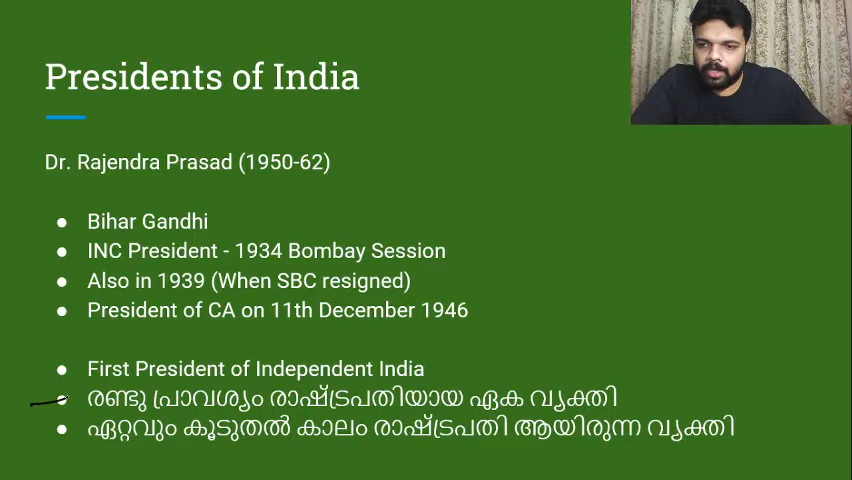 Presidents of India
Dr. Rajendra Prasad (1950-62)
● Bihar Gandhi
● INC President - 1934 Bombay Session
● Also in 1939 (When SBC resigned)
● President of CA on 11th December 1946
● First President of Independent India
● രണ്ടു പ്രാവശ്യം രാഷ്ട്രപതിയായ ഏക വ്യക്തി
● ഏറ്റവും കൂടുതൽ കാലം രാഷ്ട്രപതി ആയിരുന്ന വ്യക്തി